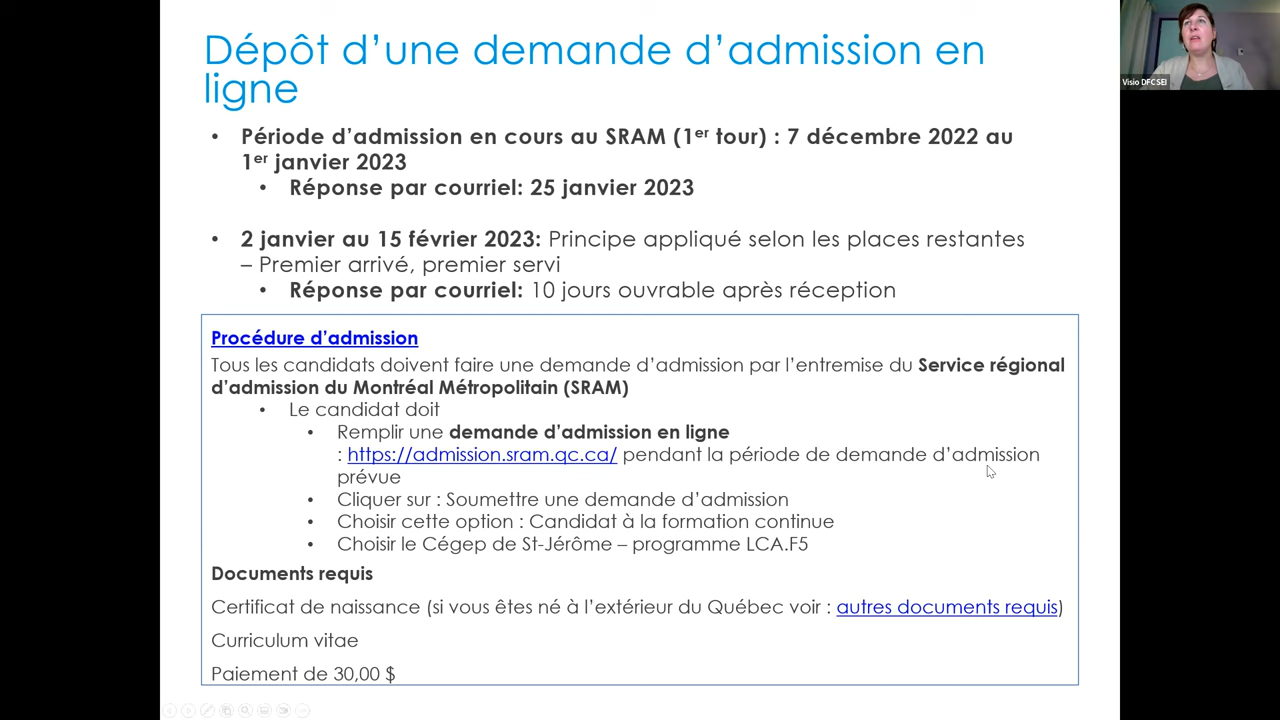 Dépôt d’une demande d’admission en
ligne
• Période d’admission en cours au SRAM (1er tour) : 7 décembre 2022 au
1er janvier 2023
• Réponse par courriel: 25 janvier 2023
• 2 janvier au 15 février 2023: Principe appliqué selon les places restantes
– Premier arrivé, premier servi
• Réponse par courriel: 10 jours ouvrable après réception
Procédure d’admission
Tous les candidats doivent faire une demande d’admission par l’entremise du Service régional
d’admission du Montréal Métropolitain (SRAM)
• Le candidat doit
• Remplir une demande d’admission en ligne
: https://admission.sram.qc.ca/ pendant la période de demande d’admission
prévue
• Cliquer sur : Soumettre une demande d’admission
• Choisir cette option : Candidat à la formation continue
• Choisir le Cégep de St-Jérôme – programme LCA.F5
Documents requis
Certificat de naissance (si vous êtes né à l’extérieur du Québec voir : autres documents requis)
Curriculum vitae
Paiement de 30,00 $
Visio DFCSEI